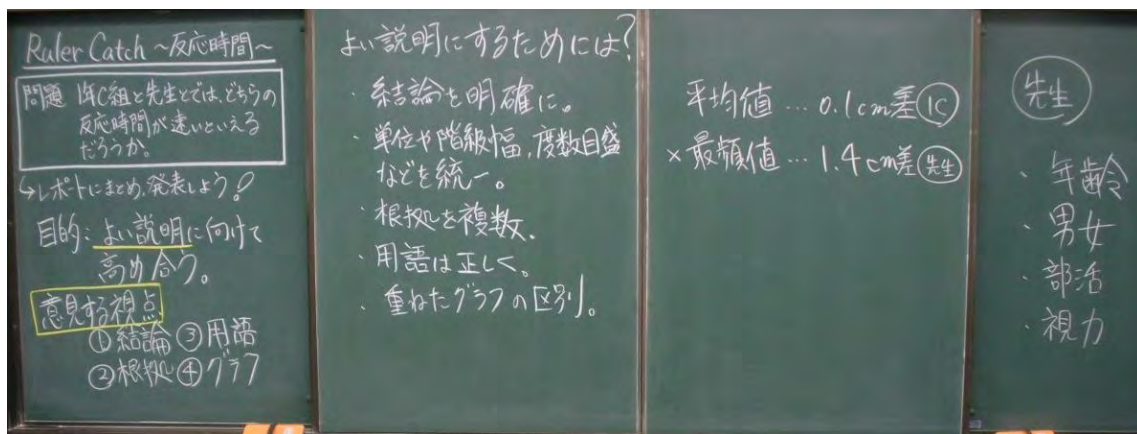 Ruler Catch ～反応時間～
問題 1年C組と先生とでは、どちらの
反応時間が速いといえる
だろうか。
↳レポートにまとめ、発表しよう！
目的：よい説明に向けて
高め合う。
意見する視点
①結論 ③用語
②根拠 ④グラフ
よい説明にするためには？
・結論を明確に。
・単位や階級幅，度数目盛
などを統一。
・根拠を複数。
・用語は正しく。
・重ねたグラフの区別。
平均値 … 0.1cm差 1C
×最頻値 … 1.4cm差 先生
先生
・年齢
・男女
・部活
・視力